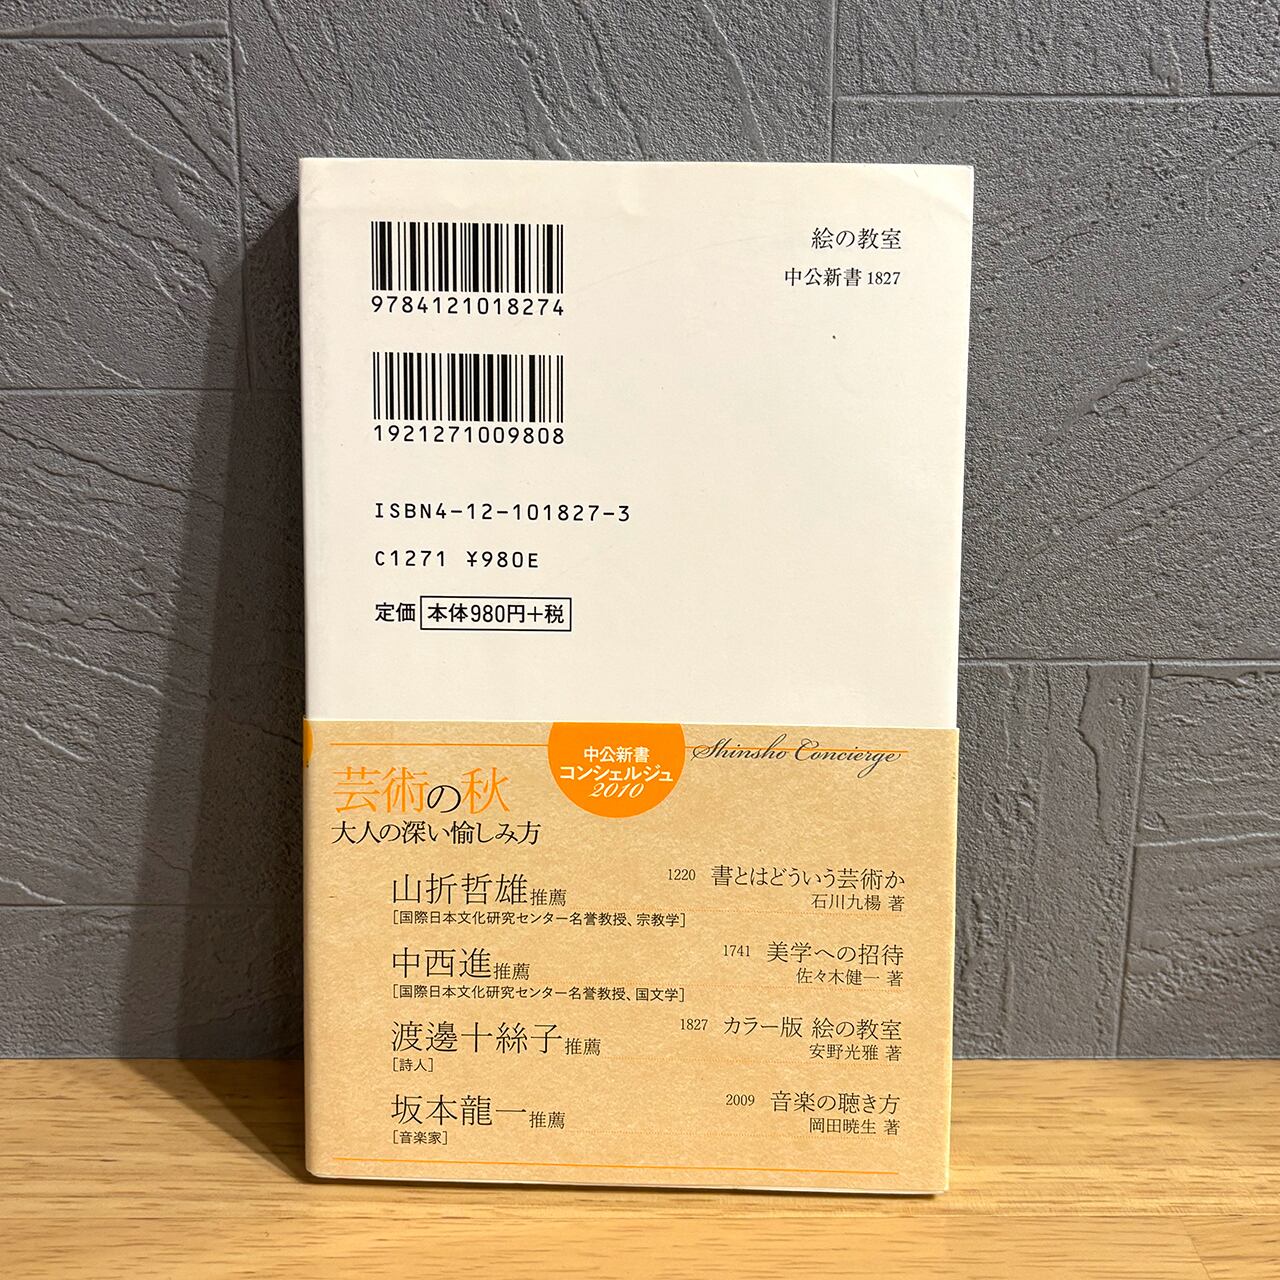 9784121018274
1921271009808
ISBN4-12-101827-3
C1271 ¥980E
定価 本体980円+税
絵の教室
中公新書 1827
中公新書
コンシェルジュ
2010
Shinsho Concierge
芸術の秋
大人の深い愉しみ方
山折哲雄推薦
[国際日本文化研究センター名誉教授、宗教学]
1220 書とはどういう芸術か
石川九楊 著
中西進推薦
[国際日本文化研究センター名誉教授、国文学]
1741 美学への招待
佐々木健一 著
渡邊十絲子推薦
[詩人]
1827 カラー版 絵の教室
安野光雅 著
坂本龍一推薦
[音楽家]
2009 音楽の聴き方
岡田暁生 著